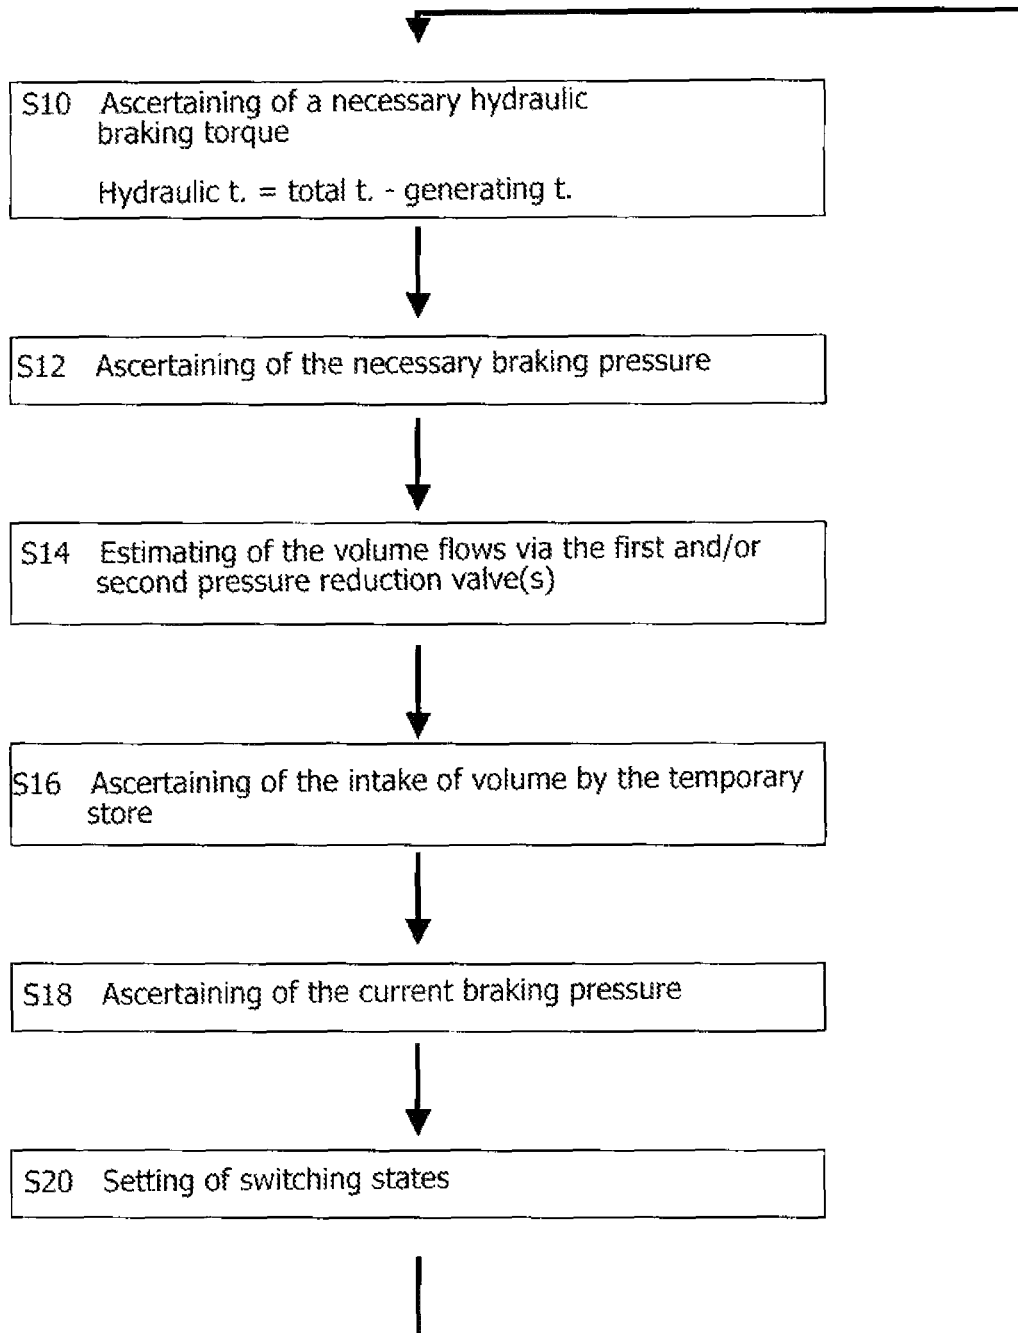 S10 Ascertaining of a necessary hydraulic
braking torque
Hydraulic t. = total t. - generating t.
S12 Ascertaining of the necessary braking pressure
S14 Estimating of the volume flows via the first and/or
second pressure reduction valve(s)
S16 Ascertaining of the intake of volume by the temporary
store
S18 Ascertaining of the current braking pressure
S20 Setting of switching states